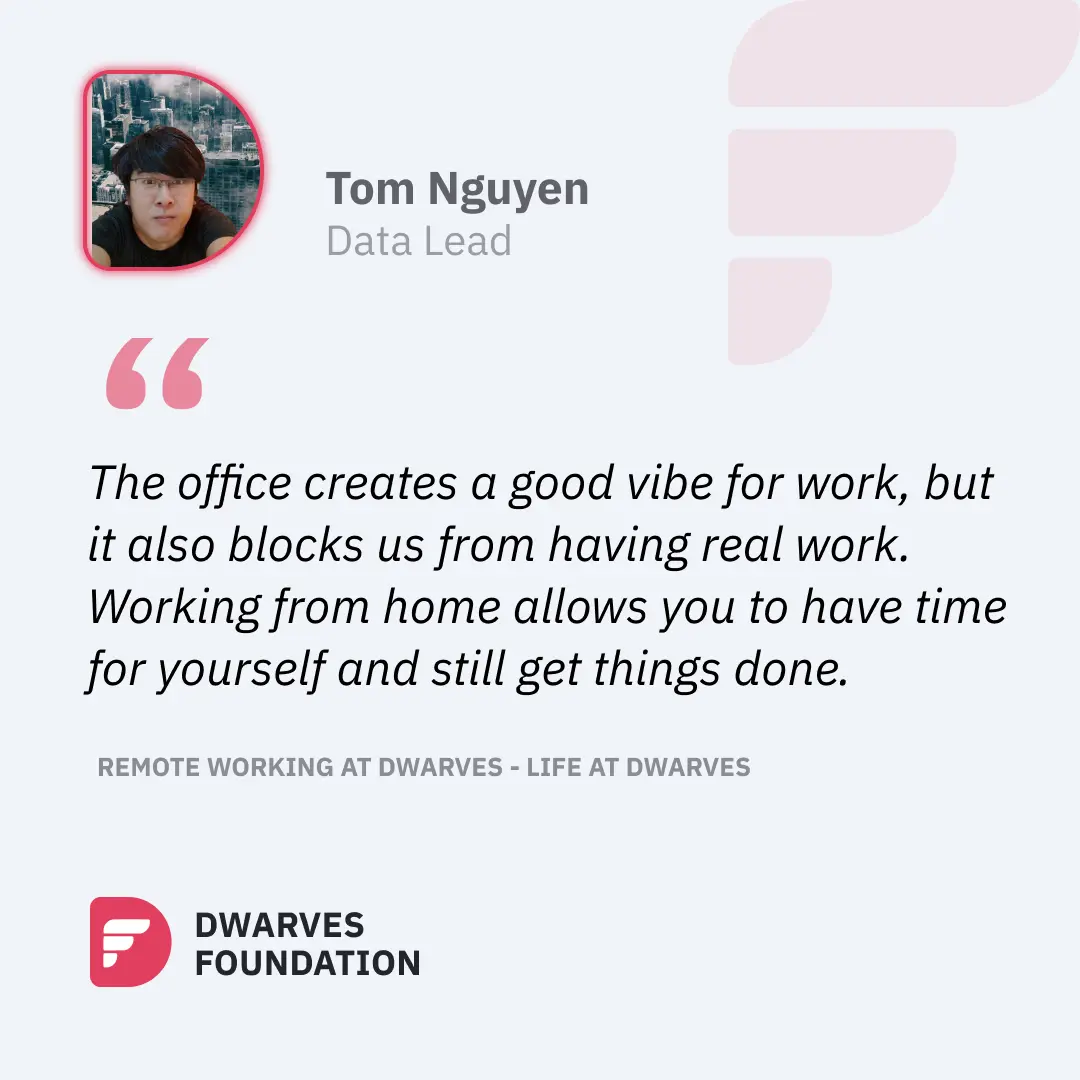 Tom Nguyen
Data Lead
“
The office creates a good vibe for work, but
it also blocks us from having real work.
Working from home allows you to have time
for yourself and still get things done.
REMOTE WORKING AT DWARVES - LIFE AT DWARVES
DWARVES
FOUNDATION